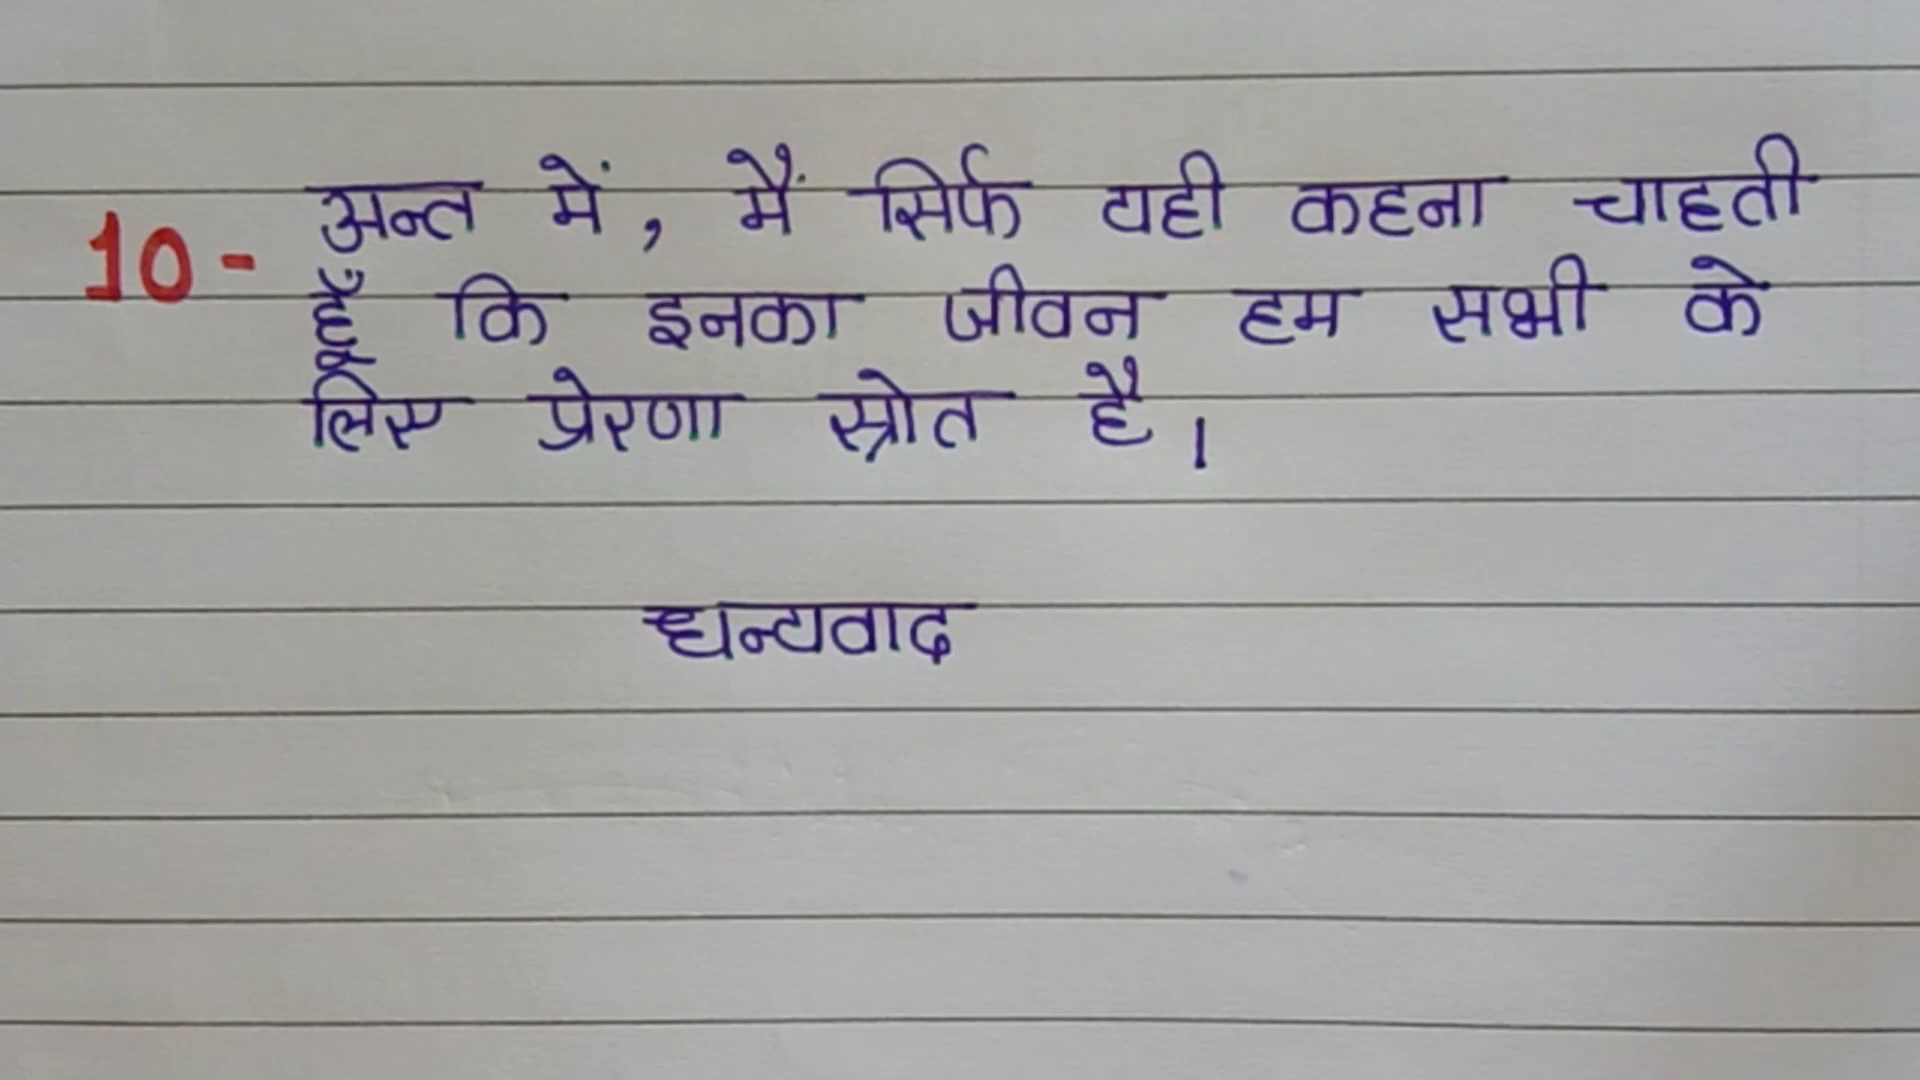 10- अन्त में, मैं सिर्फ यही कहना चाहती
हूँ कि इनका जीवन हम सभी के
लिए प्रेरणा स्रोत है।
धन्यवाद